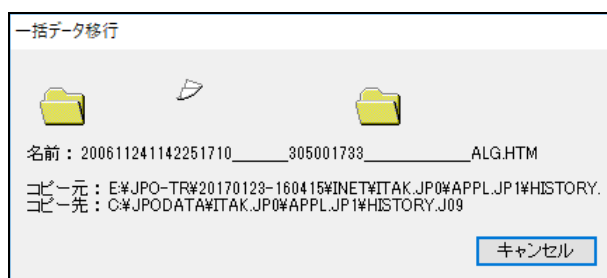 一括データ移行
名前：200611241142251710______305001733______________ALG.HTM
コピー元：E:¥JPO-TR¥20170123-160415¥INET¥ITAK.JP0¥APPL.JP1¥HISTORY.
コピー先：C:¥JPODATA¥ITAK.JP0¥APPL.JP1¥HISTORY.J09
キャンセル